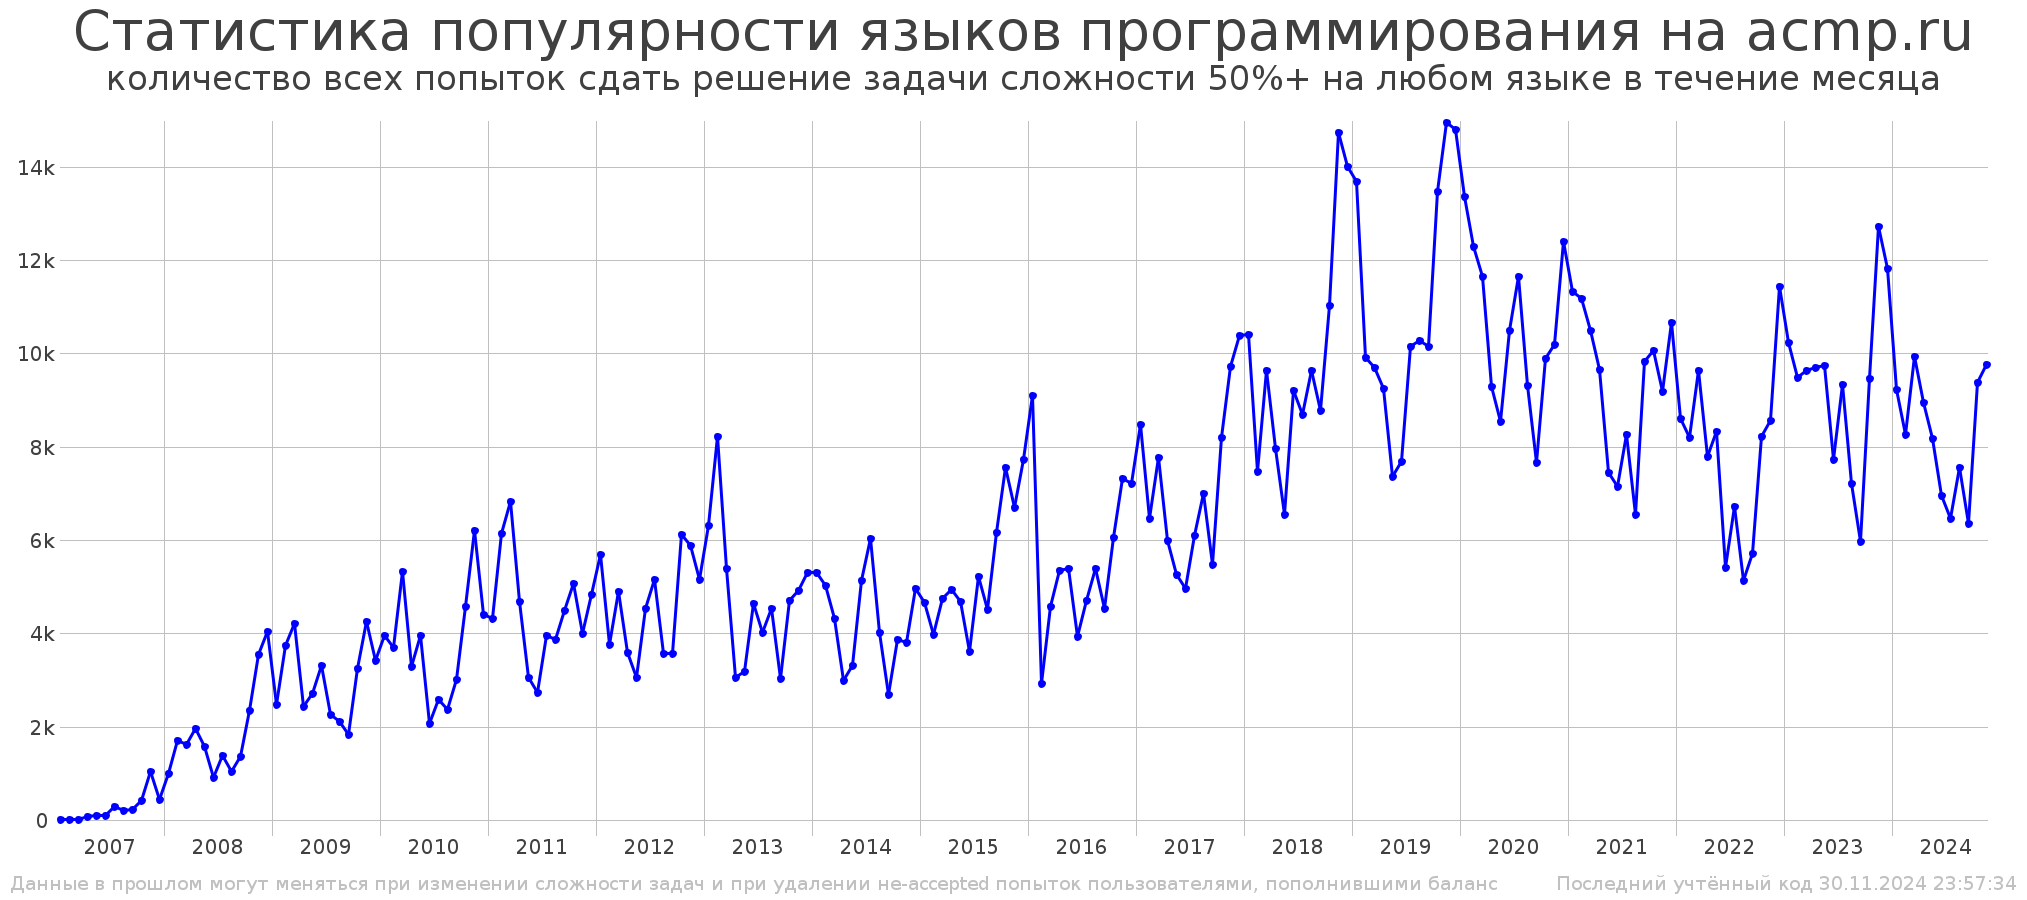 Статистика популярности языков программирования на acmp.ru
количество всех попыток сдать решение задачи сложности 50%+ на любом языке в течение месяца
14k
12k
10k
8k
6k
4k
2k
0
2007 2008 2009 2010 2011 2012 2013 2014 2015 2016 2017 2018 2019 2020 2021 2022 2023 2024
Данные в прошлом могут меняться при изменении сложности задач и при удалении не-accepted попыток пользователями, пополнившими баланс Последний учтённый код 30.11.2024 23:57:34